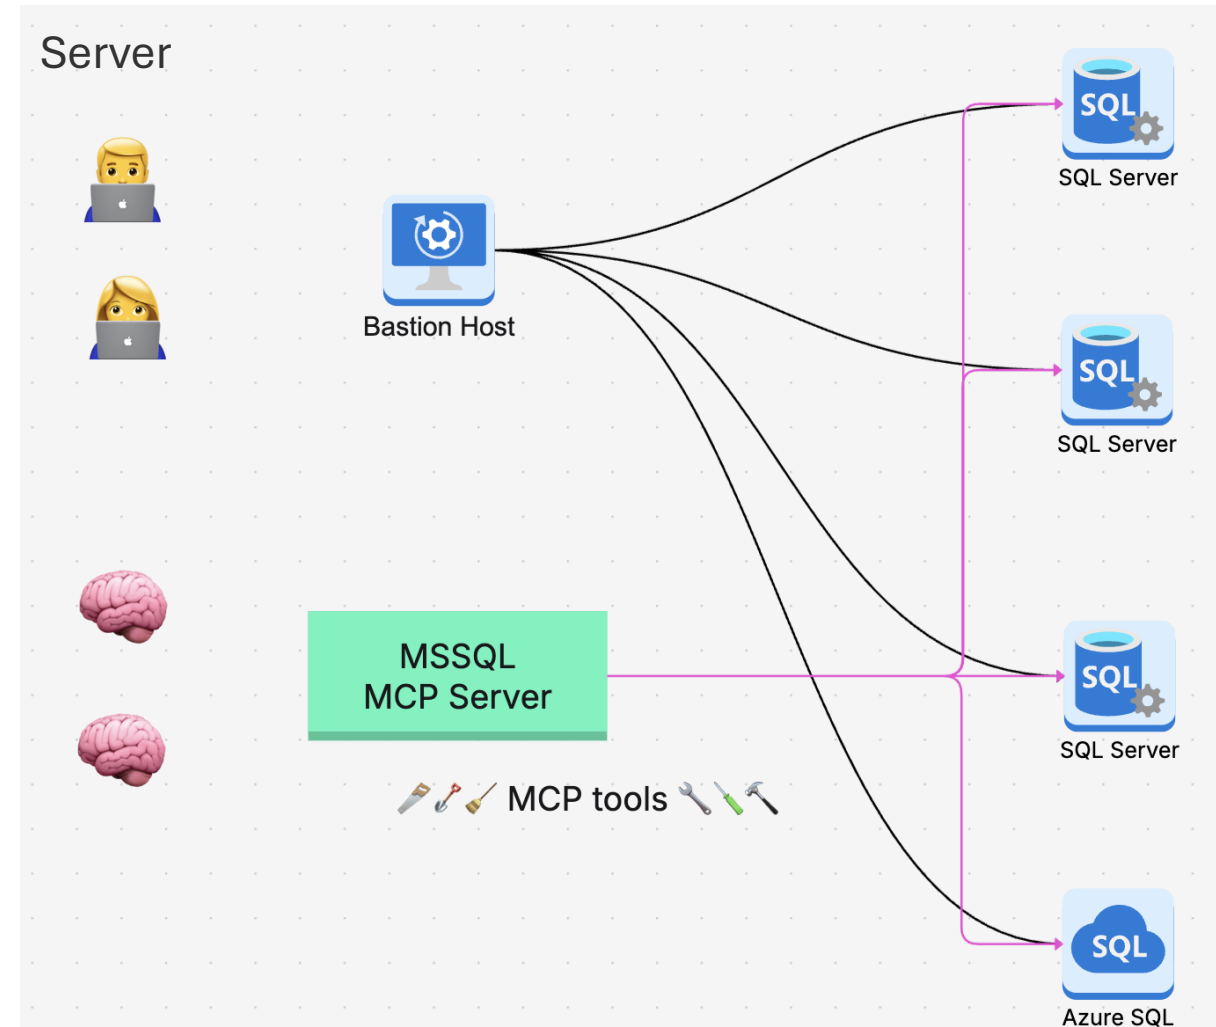 Server
SQL
SQL Server
Bastion Host
SQL
SQL Server
MSSQL
MCP Server
SQL
SQL Server
MCP tools
SQL
Azure SQL